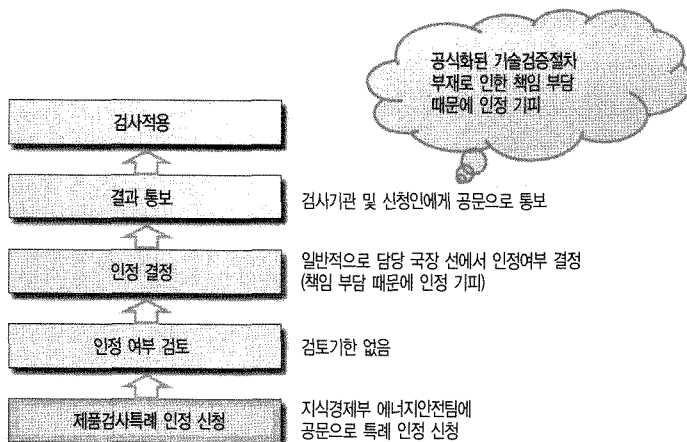 공식화된 기술검증절차
부재로 인한 책임 부담
때문에 인정 기피
검사적용
결과 통보
검사기관 및 신청인에게 공문으로 통보
인정 결정
일반적으로 담당 국장 선에서 인정여부 결정
(책임 부담 때문에 인정 기피)
인정 여부 검토
검토기한 없음
제품검사특례 인정 신청
지식경제부 에너지안전팀에
공문으로 특례 인정 신청